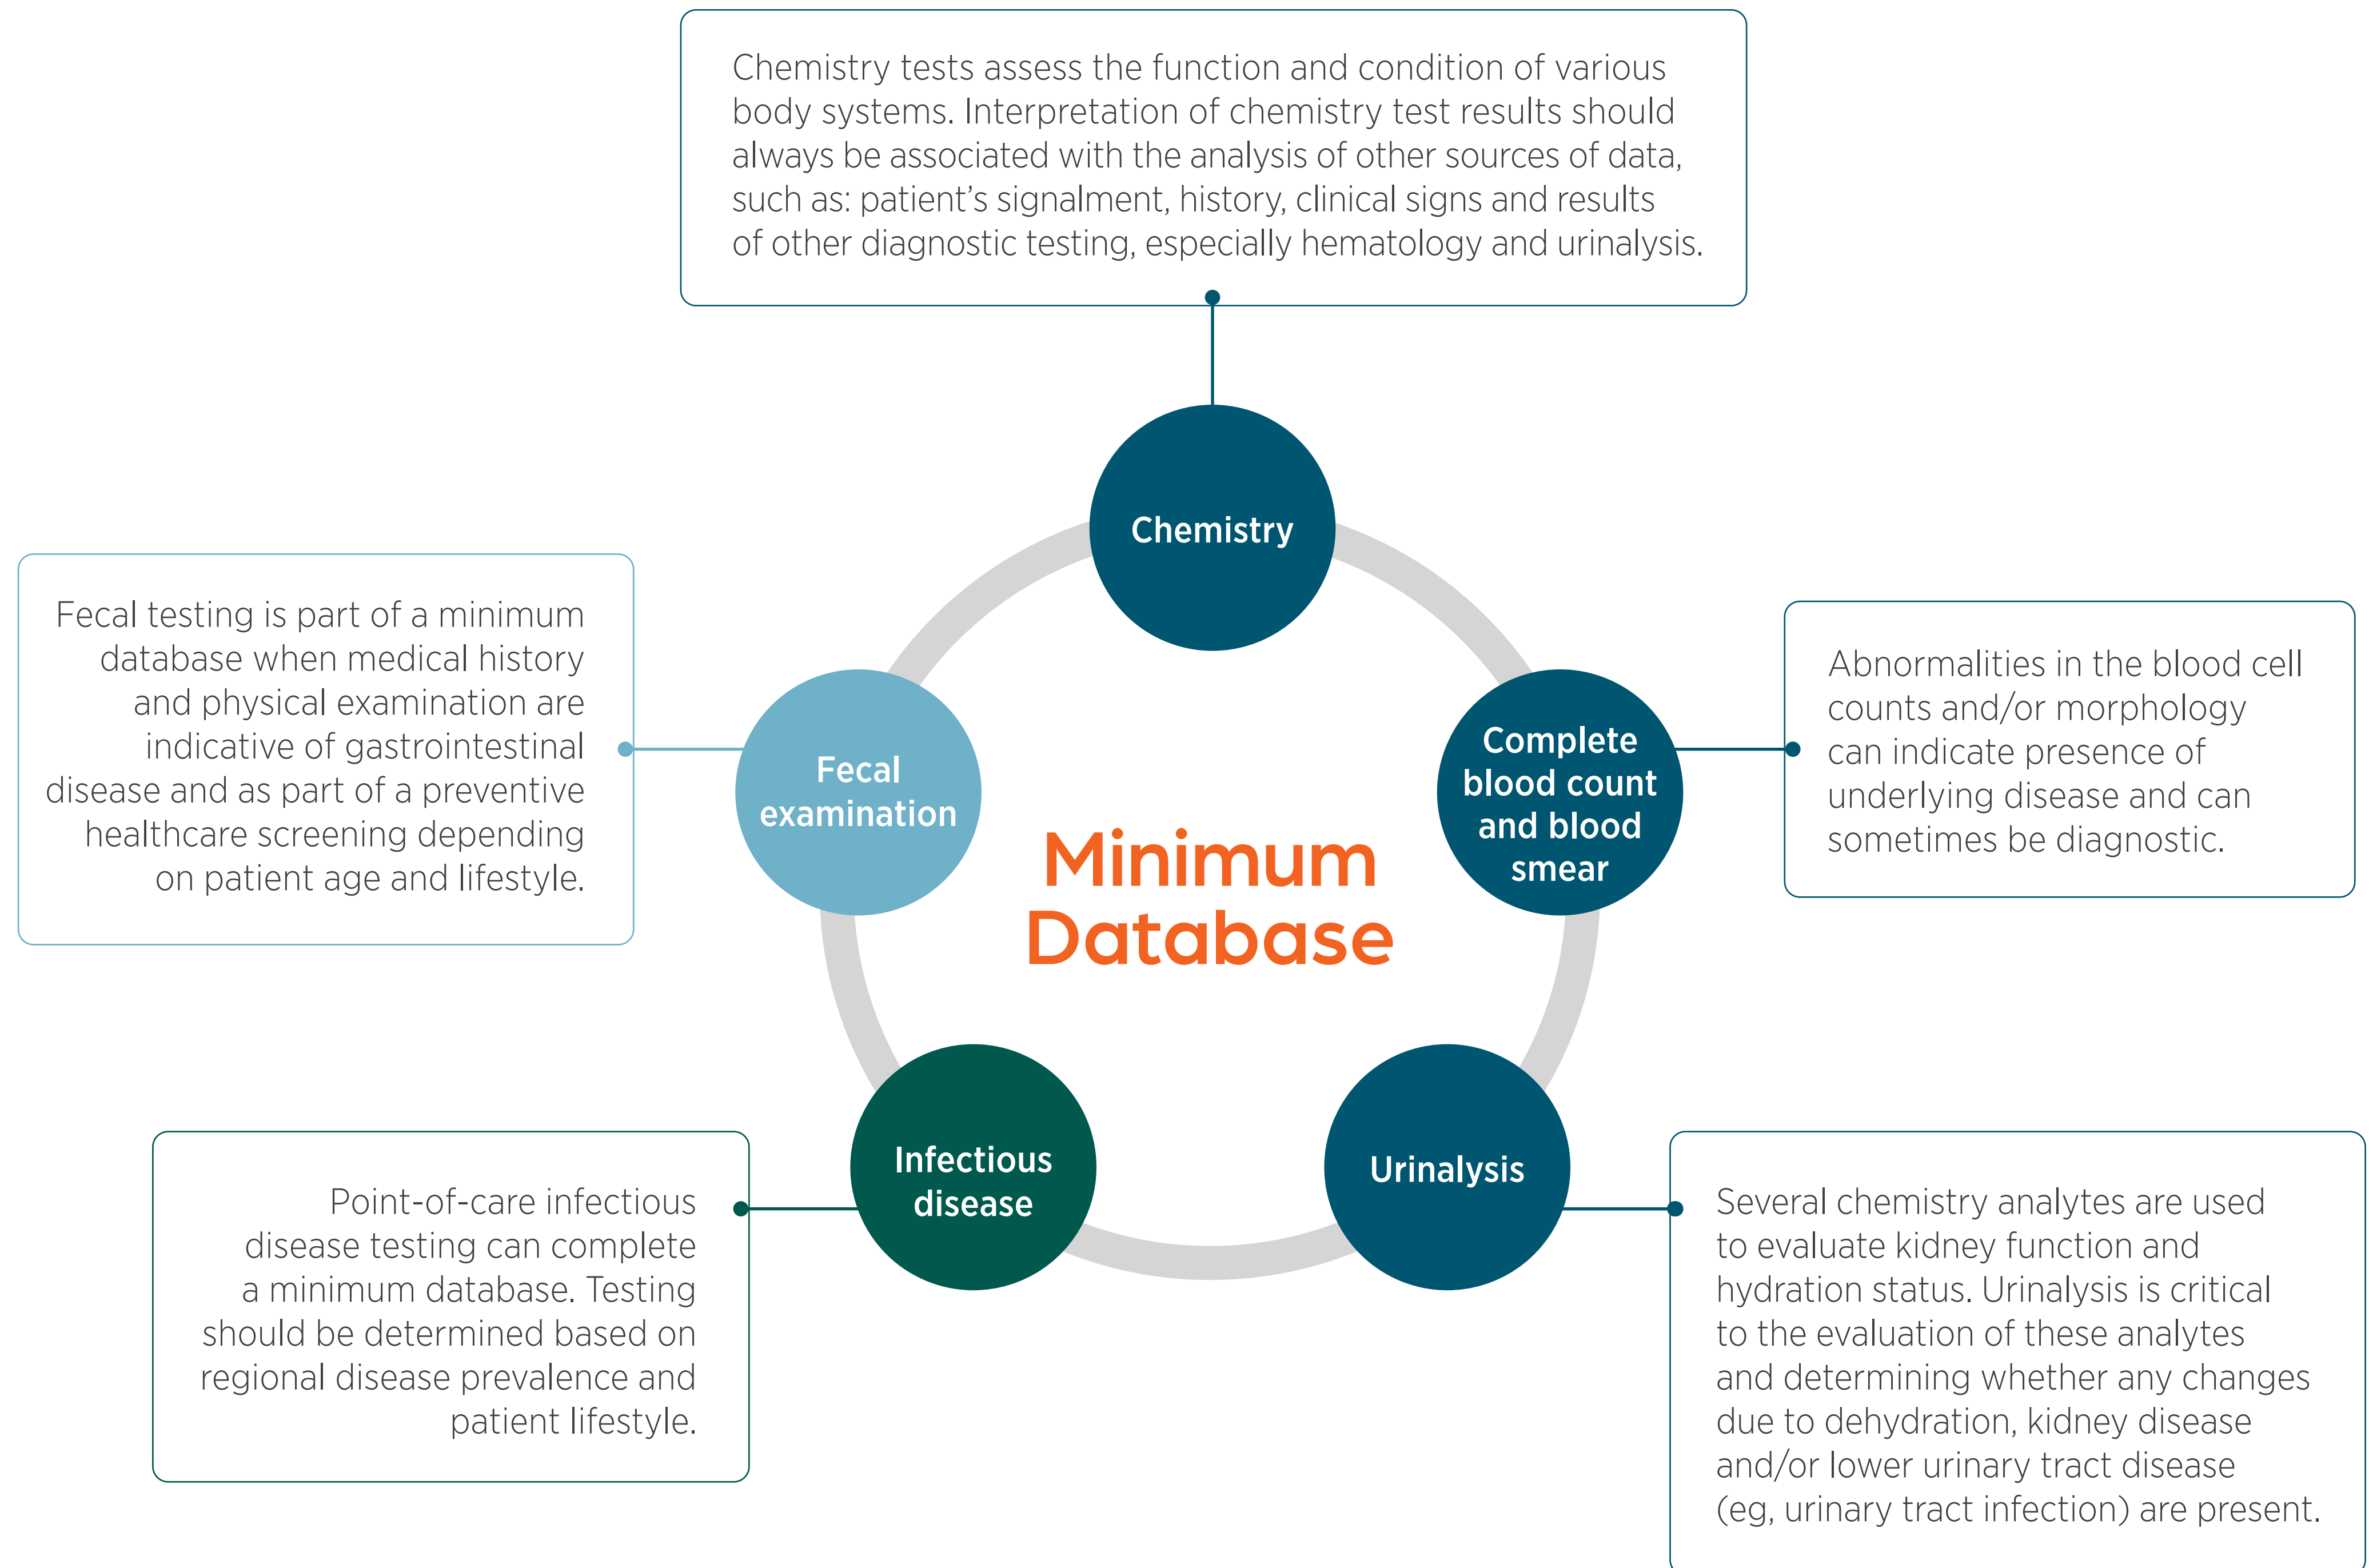 Chemistry tests assess the function and condition of various
body systems. Interpretation of chemistry test results should
always be associated with the analysis of other sources of data,
such as: patient’s signalment, history, clinical signs and results
of other diagnostic testing, especially hematology and urinalysis.
Chemistry
Fecal testing is part of a minimum
database when medical history
and physical examination are
indicative of gastrointestinal
disease and as part of a preventive
healthcare screening depending
on patient age and lifestyle.
Fecal
examination
Minimum
Database
Complete
blood count
and blood
smear
Abnormalities in the blood cell
counts and/or morphology
can indicate presence of
underlying disease and can
sometimes be diagnostic.
Point-of-care infectious
disease testing can complete
a minimum database. Testing
should be determined based on
regional disease prevalence and
patient lifestyle.
Infectious
disease
Urinalysis
Several chemistry analytes are used
to evaluate kidney function and
hydration status. Urinalysis is critical
to the evaluation of these analytes
and determining whether any changes
due to dehydration, kidney disease
and/or lower urinary tract disease
(eg, urinary tract infection) are present.